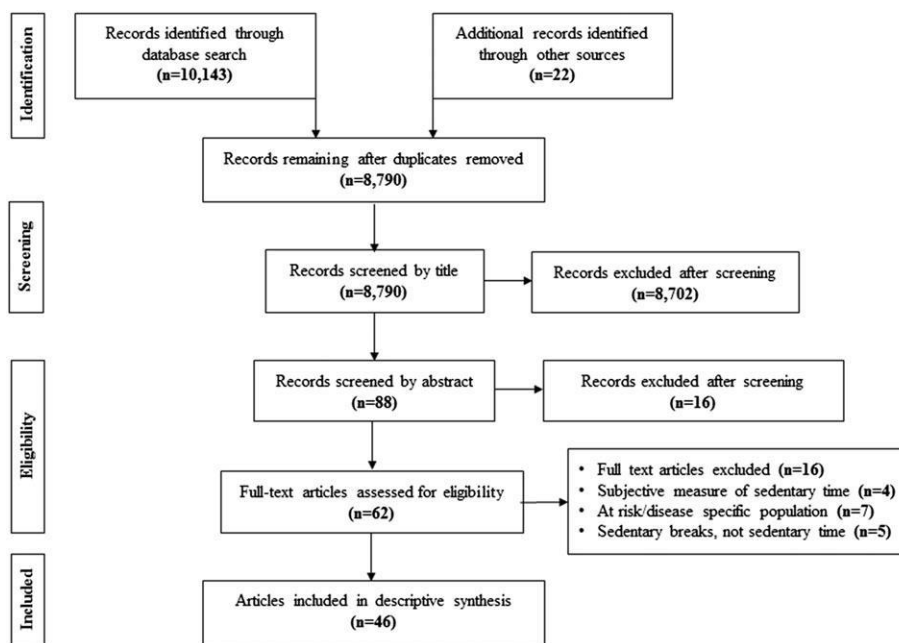 Identification
Records identified through
database search
(n=10,143)
Additional records identified
through other sources
(n=22)
Records remaining after duplicates removed
(n=8,790)
Screening
Records screened by title
(n=8,790)
Records excluded after screening
(n=8,702)
Eligibility
Records screened by abstract
(n=88)
Records excluded after screening
(n=16)
Full-text articles assessed for eligibility
(n=62)
• Full text articles excluded (n=16)
• Subjective measure of sedentary time (n=4)
• At risk/disease specific population (n=7)
• Sedentary breaks, not sedentary time (n=5)
Included
Articles included in descriptive synthesis
(n=46)